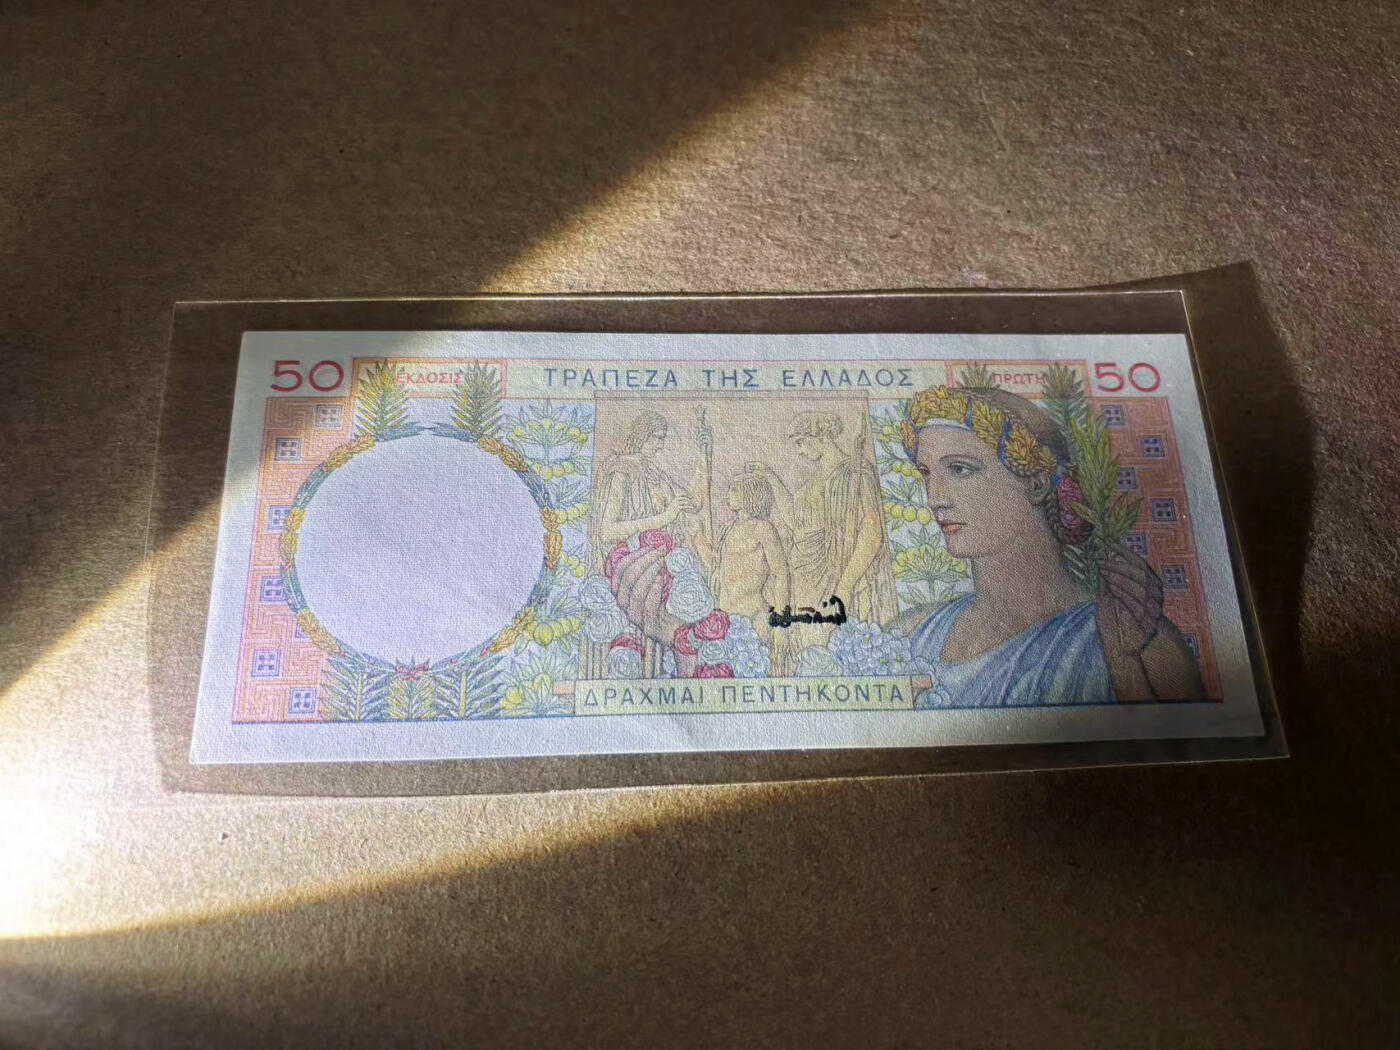 50 ΕΚΔΟΣΙΣ ΤΡΑΠΕΖΑ ΤΗΣ ΕΛΛΑΔΟΣ ΠΡΩΤΗ 50
ΔΡΑΧΜΑΙ ΠΕΝΤΗΚΟΝΤΑ